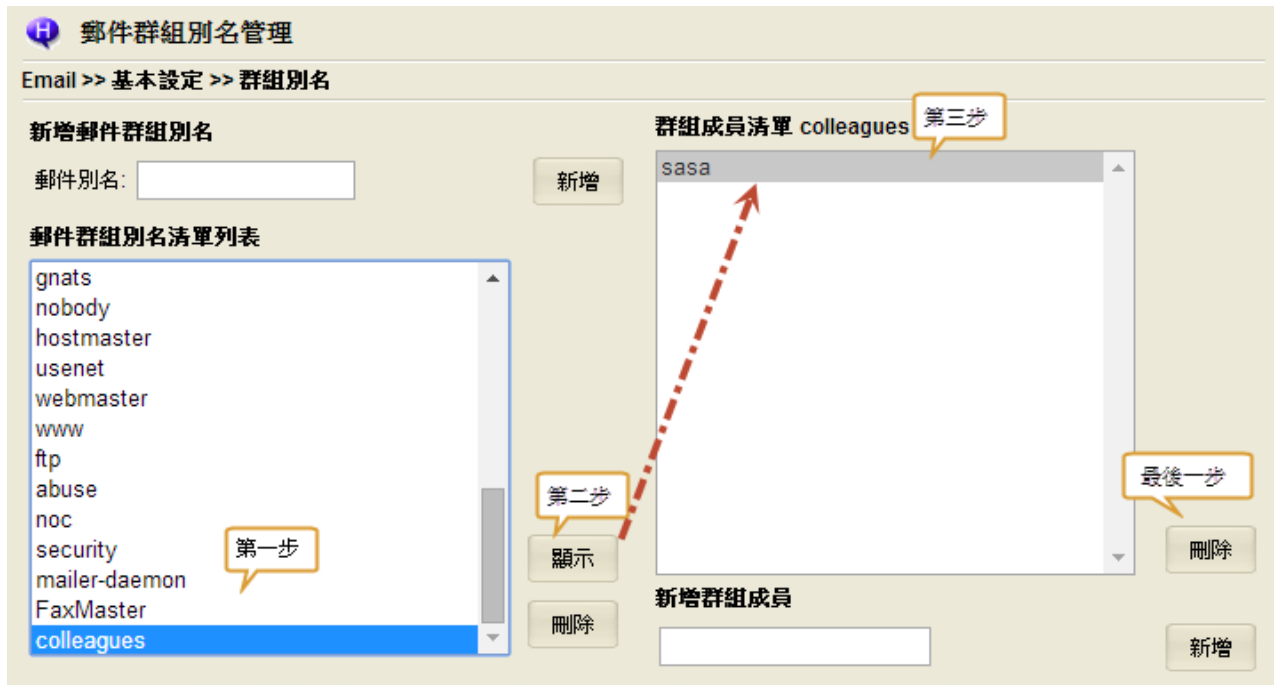 郵件群組別名管理
Email >> 基本設定 >> 群組別名
新增郵件群組別名
郵件別名:
新增
郵件群組別名清單列表
gnats
nobody
hostmaster
usenet
webmaster
www
ftp
abuse
noc
security
mailer-daemon
FaxMaster
colleagues
第一步
第二步
顯示
刪除
群組成員清單 colleagues
第三步
sasa
最後一步
刪除
新增群組成員
新增